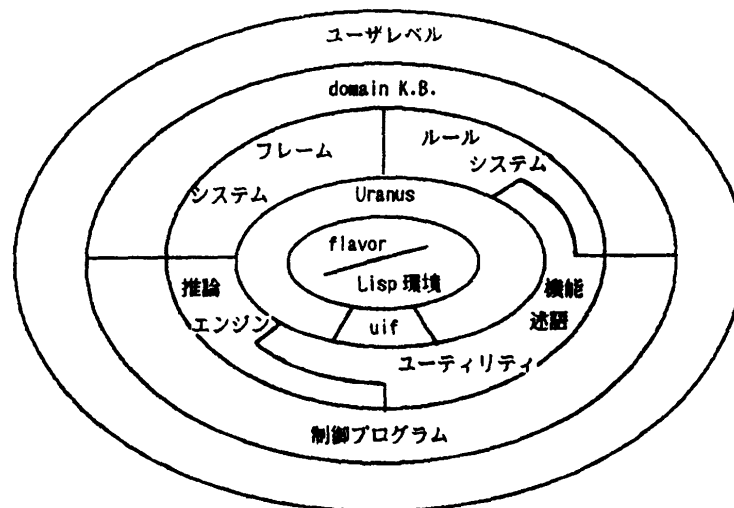 ユーザレベル
domain K.B.
フレーム
システム
ルール
システム
Uranus
flavor
Lisp 環境
uif
推論
エンジン
機能
述語
ユーティリティ
制御プログラム